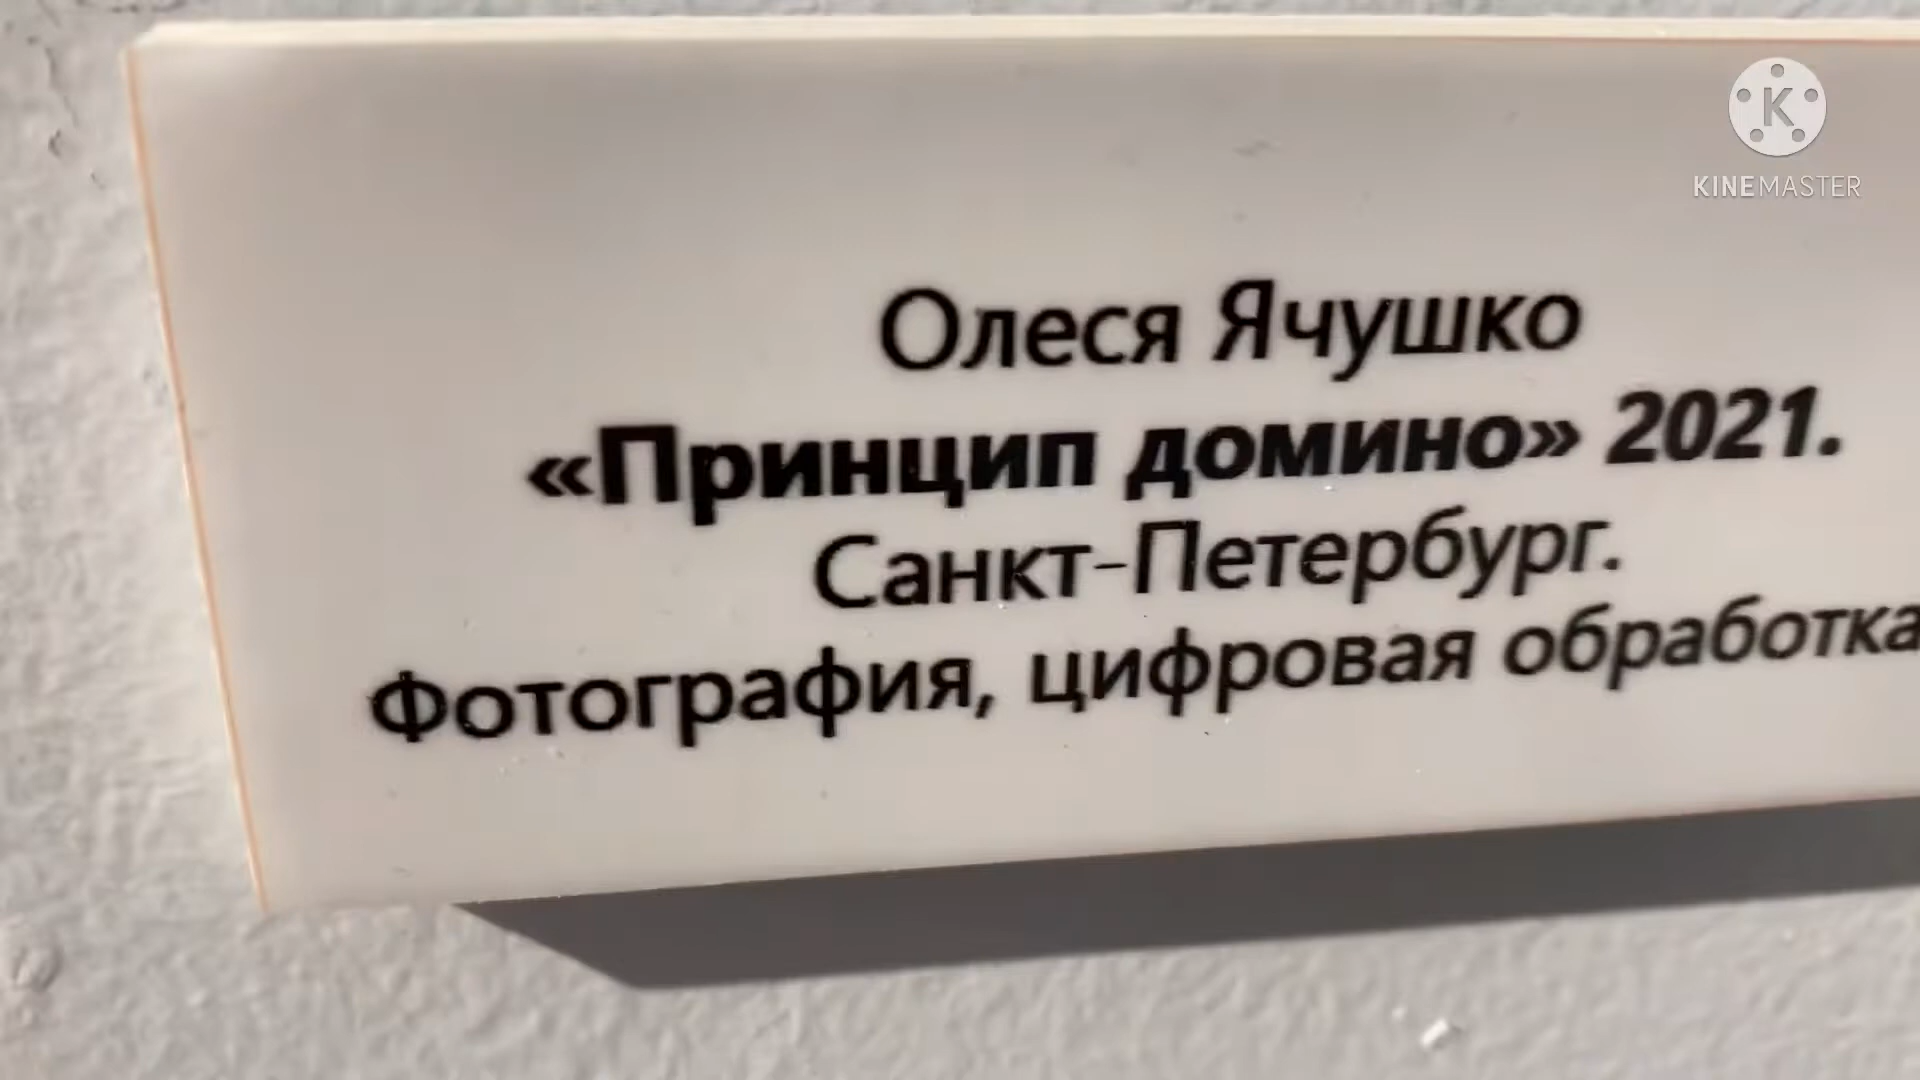 KINEMASTER
Олеся Ячушко
«Принцип домино» 2021.
Санкт-Петербург.
Фотография, цифровая обработка